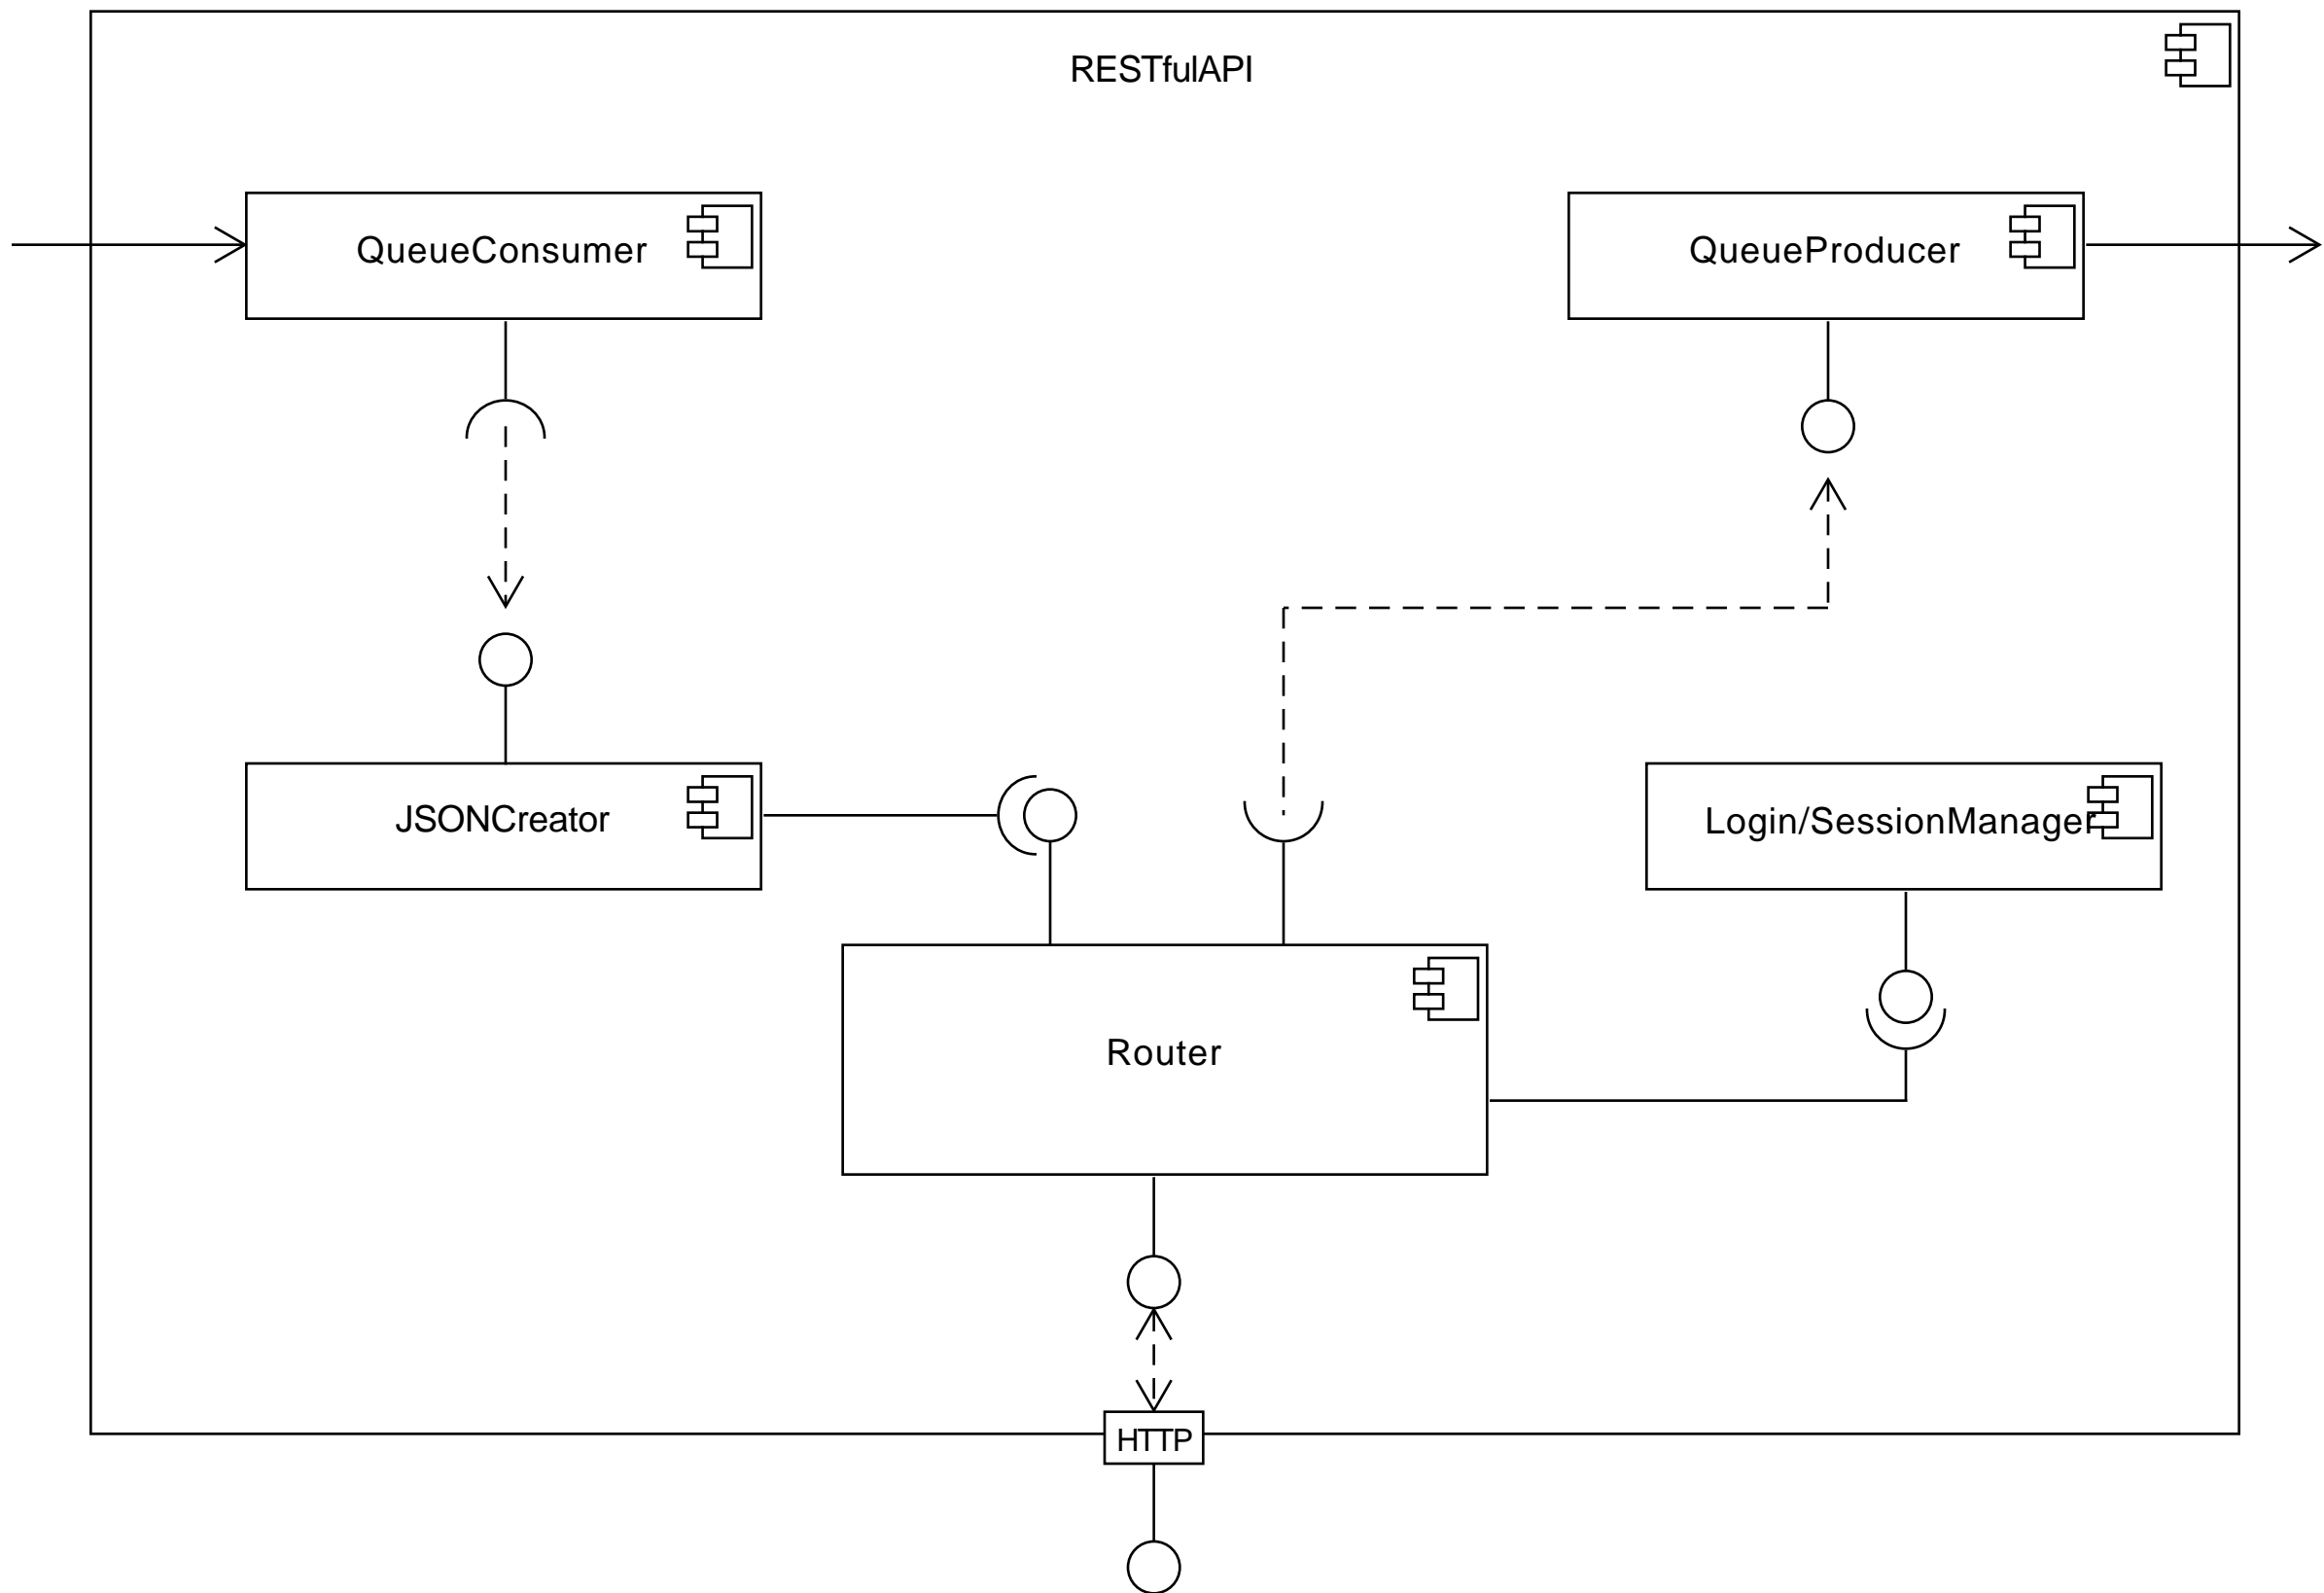 RESTfulAPI
QueueConsumer
QueueProducer
JSONCreator
Login/SessionManager
Router
HTTP